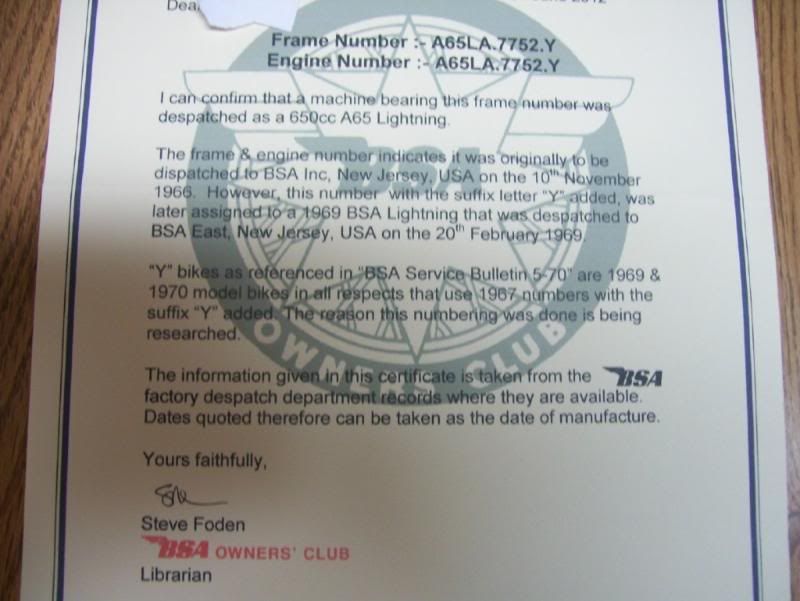 Dea
Frame Number :- A65LA.7752.Y
Engine Number :- A65LA.7752.Y
I can confirm that a machine bearing this frame number was
despatched as a 650cc A65 Lightning.
The frame & engine number indicates it was originally to be
dispatched to BSA Inc, New Jersey, USA on the 10th November
1966. However, this number with the suffix letter "Y" added, was
later assigned to a 1969 BSA Lightning that was despatched to
BSA East, New Jersey, USA on the 20th February 1969.
"Y" bikes as referenced in "BSA Service Bulletin 5-70" are 1969 &
1970 model bikes in all respects that use 1967 numbers with the
suffix "Y" added. The reason this numbering was done is being
researched.
The information given in this certificate is taken from the BSA
factory despatch department records where they are available.
Dates quoted therefore can be taken as the date of manufacture.
Yours faithfully,
Steve Foden
BSA OWNERS' CLUB
Librarian
BSA
OWNERS CLUB